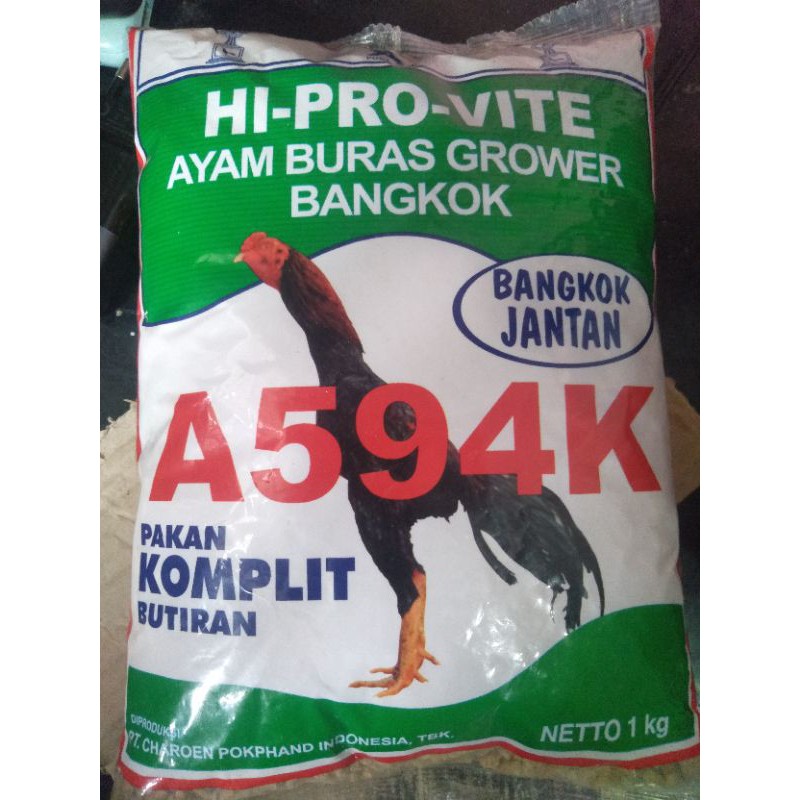 HI-PRO-VITE
AYAM BURAS GROWER
BANGKOK
BANGKOK
JANTAN
A594K
PAKAN
KOMPLIT
BUTIRAN
DIPRODUKSI
PT. CHAROEN POKPHAND INDONESIA, TBK.
NETTO 1 kg